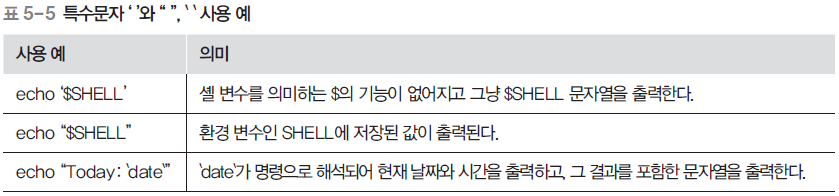 표 5-5 특수문자 ‘ ’와 “ ”, ` ` 사용 예
사용 예 의미
echo ‘$SHELL’ 셸 변수를 의미하는 $의 기능이 없어지고 그냥 $SHELL 문자열을 출력한다.
echo “$SHELL” 환경 변수인 SHELL에 저장된 값이 출력된다.
echo “Today: `date`” `date`가 명령으로 해석되어 현재 날짜와 시간을 출력하고, 그 결과를 포함한 문자열을 출력한다.